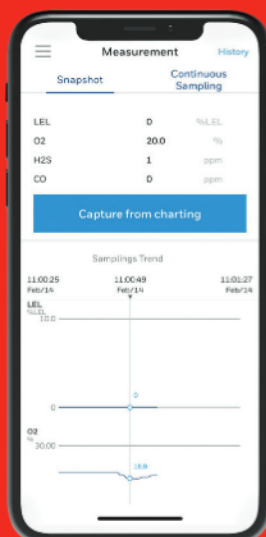 Measurement
History
Snapshot
Continuous
Sampling
LEL 0 %LEL
O2 20.0 %
H2S 1 ppm
CO 0 ppm
Capture from charting
Samplings Trend
11:00:25 11:00:49 11:01:27
Feb/14 Feb/14 Feb/14
LEL
%LEL
10.0
0
0
O2
%
30.00
18.9